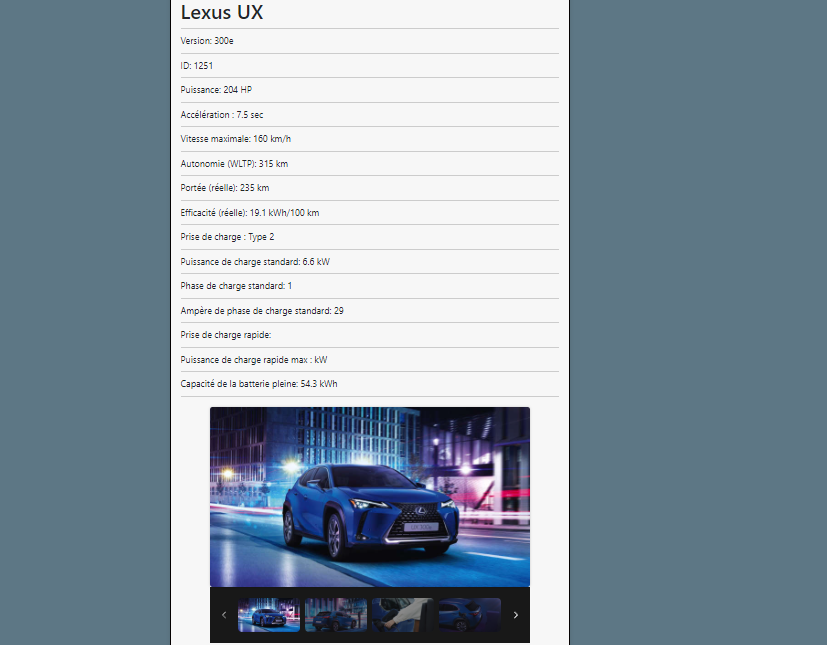 Lexus UX
Version: 300e
ID: 1251
Puissance: 204 HP
Accélération : 7.5 sec
Vitesse maximale: 160 km/h
Autonomie (WLTP): 315 km
Portée (réelle): 235 km
Efficacité (réelle): 19.1 kWh/100 km
Prise de charge : Type 2
Puissance de charge standard: 6.6 kW
Phase de charge standard: 1
Ampère de phase de charge standard: 29
Prise de charge rapide:
Puissance de charge rapide max : kW
Capacité de la batterie pleine: 54.3 kWh
UX 300e